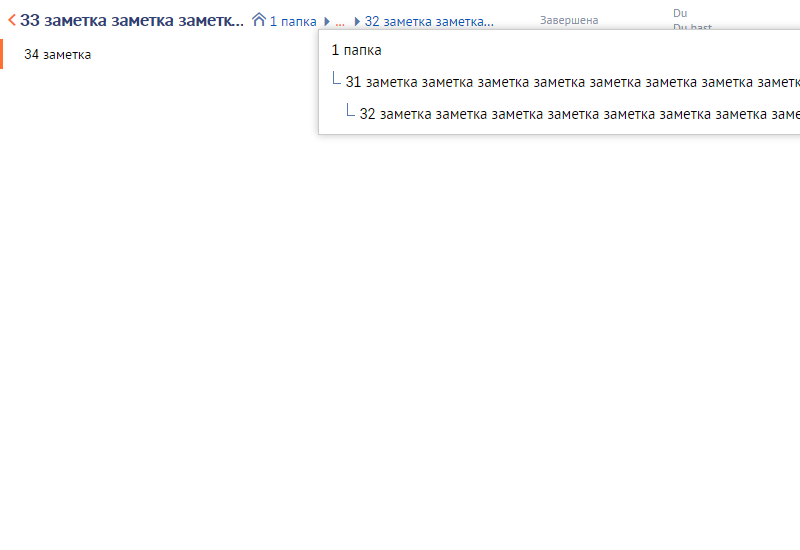 33 заметка заметка заметк... 1 папка ... 32 заметка заметка... Завершена Du
Du hast
34 заметка
1 папка
31 заметка заметка заметка заметка заметка заметка заметка заметк
32 заметка заметка заметка заметка заметка заметка заметка заме